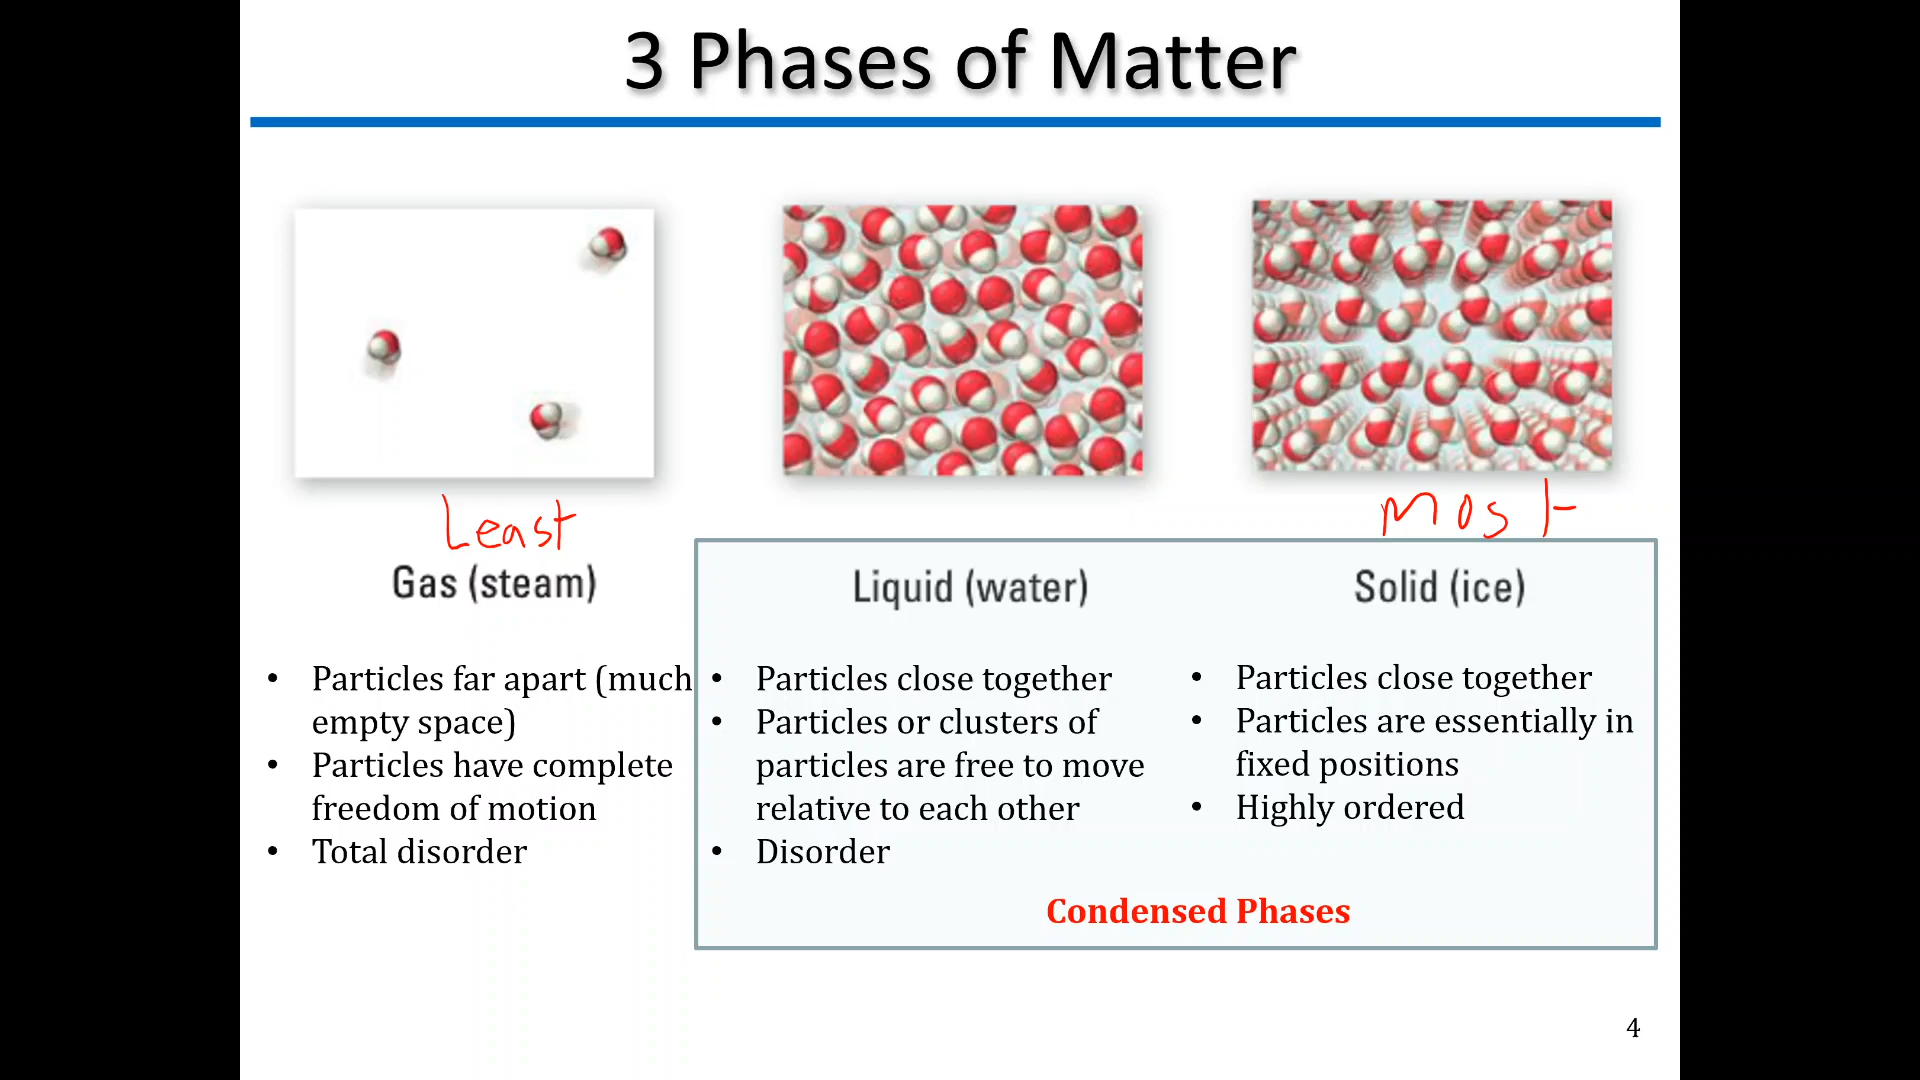 3 Phases of Matter
Least
Most
Gas (steam)
Liquid (water)
Solid (ice)
• Particles far apart (much
empty space)
• Particles have complete
freedom of motion
• Total disorder
• Particles close together
• Particles or clusters of
particles are free to move
relative to each other
• Disorder
• Particles close together
• Particles are essentially in
fixed positions
• Highly ordered
Condensed Phases
4